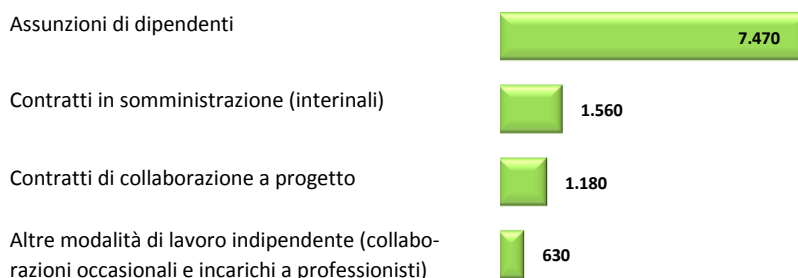 Assunzioni di dipendenti
7.470
Contratti in somministrazione (interinali)
1.560
Contratti di collaborazione a progetto
1.180
Altre modalità di lavoro indipendente (collabo-
razioni occasionali e incarichi a professionisti)
630